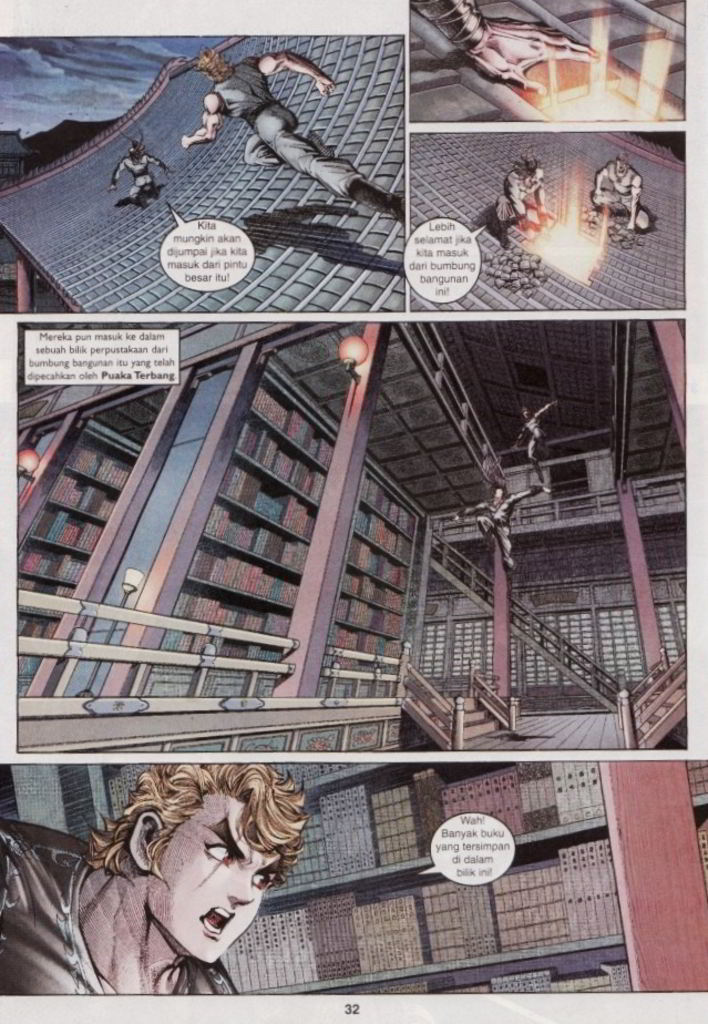 Kita
mungkin akan
dijumpai jika kita
masuk dari pintu
besar itu!
Lebih
selamat jika
kita masuk
dari bumbung
bangunan
ini!
Mereka pun masuk ke dalam
sebuah bilik perpustakaan dari
bumbung bangunan itu yang telah
dipecahkan oleh Puaka Terbang.
Wah!
Banyak buku
yang tersimpan
di dalam
bilik ini!
32